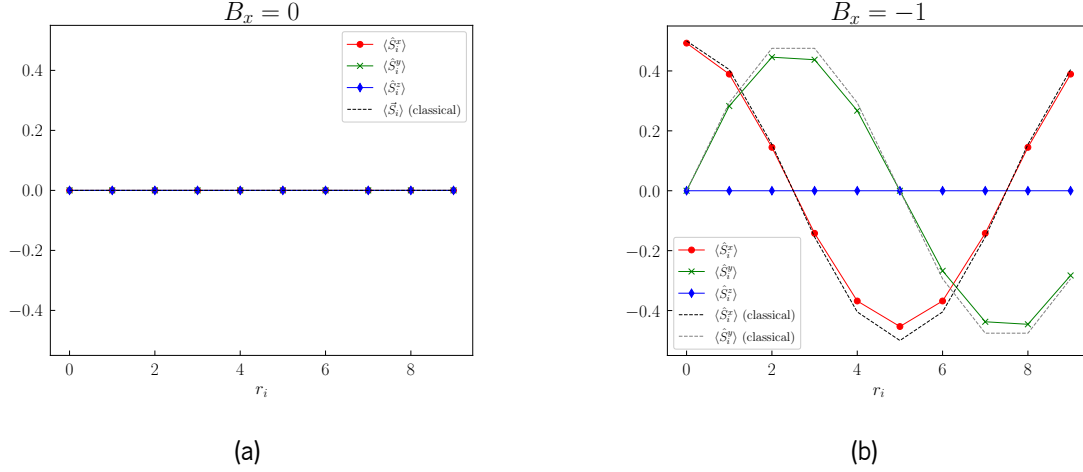 B_x = 0
0.4
0.2
0.0
−0.2
−0.4
0 2 4 6 8
r_i
⟨Ŝ_i^x⟩
⟨Ŝ_i^y⟩
⟨Ŝ_i^z⟩
⟨S⃗_i⟩ (classical)
(a)
B_x = −1
0.4
0.2
0.0
−0.2
−0.4
0 2 4 6 8
r_i
⟨Ŝ_i^x⟩
⟨Ŝ_i^y⟩
⟨Ŝ_i^z⟩
⟨Ŝ_i^x⟩ (classical)
⟨Ŝ_i^y⟩ (classical)
(b)